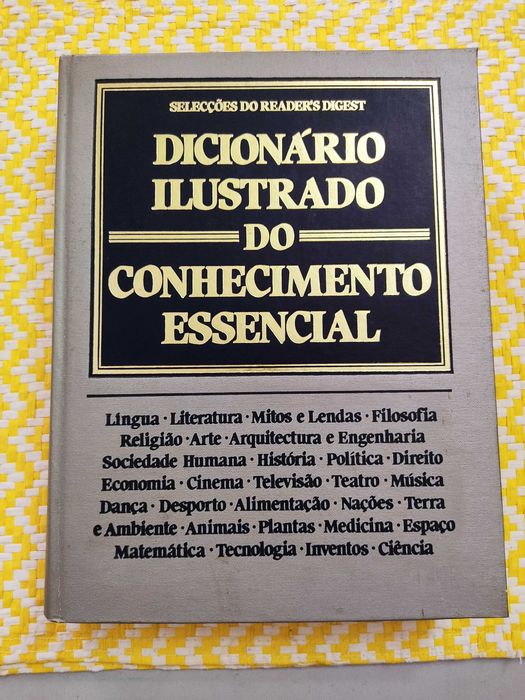 SELECÇÕES DO READER'S DIGEST
DICIONÁRIO
ILUSTRADO
DO
CONHECIMENTO
ESSENCIAL
Língua · Literatura · Mitos e Lendas · Filosofia
Religião · Arte · Arquitectura e Engenharia
Sociedade Humana · História · Política · Direito
Economia · Cinema · Televisão · Teatro · Música
Dança · Desporto · Alimentação · Nações · Terra
e Ambiente · Animais · Plantas · Medicina · Espaço
Matemática · Tecnologia · Inventos · Ciência